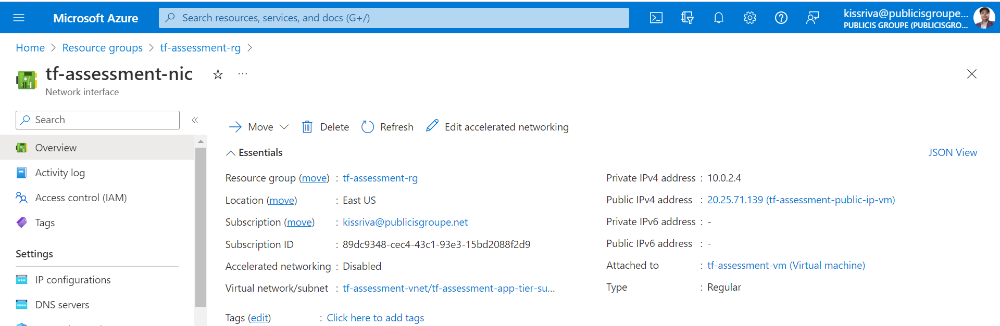 Microsoft Azure
Search resources, services, and docs (G+/)
kissriva@publicisgroupe...
PUBLICIS GROUPE (PUBLICISGRO...
Home > Resource groups > tf-assessment-rg >
tf-assessment-nic
Network interface
Search
Move
Delete
Refresh
Edit accelerated networking
Overview
Activity log
Access control (IAM)
Tags
Settings
IP configurations
DNS servers
Essentials
JSON View
Resource group (move) : tf-assessment-rg
Location (move) : East US
Subscription (move) : kissriva@publicisgroupe.net
Subscription ID : 89dc9348-cec4-43c1-93e3-15bd2088f2d9
Accelerated networking : Disabled
Virtual network/subnet : tf-assessment-vnet/tf-assessment-app-tier-su...
Private IPv4 address : 10.0.2.4
Public IPv4 address : 20.25.71.139 (tf-assessment-public-ip-vm)
Private IPv6 address : -
Public IPv6 address : -
Attached to : tf-assessment-vm (Virtual machine)
Type : Regular
Tags (edit) : Click here to add tags